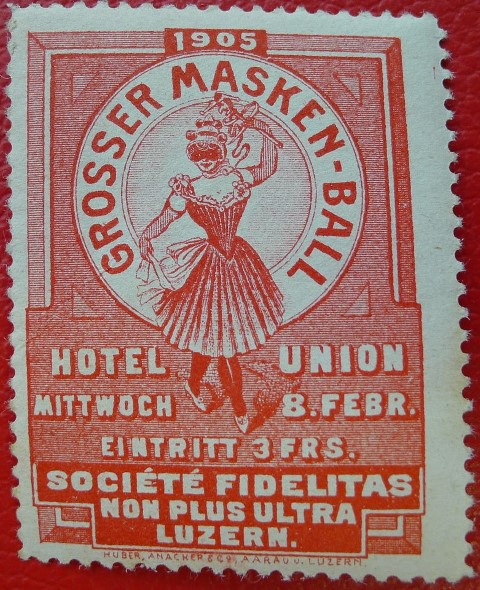 1905
GROSSER MASKEN-BALL
HOTEL UNION
MITTWOCH 8. FEBR.
EINTRITT 3 FRS.
SOCIÉTÉ FIDELITAS
NON PLUS ULTRA
LUZERN.
HUBER, ANACHER & Cº, AARAU U. LUZERN.